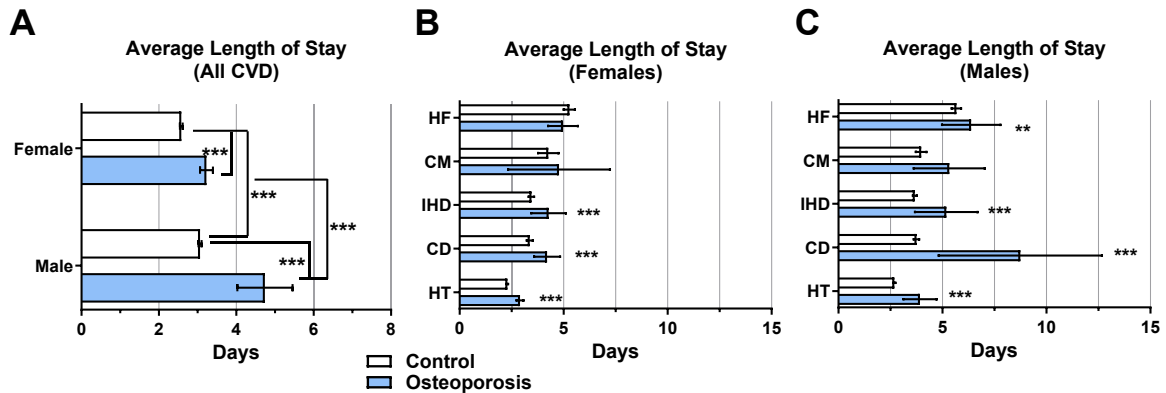 A
Average Length of Stay
(All CVD)
Female
Male
***
***
***
***
0
2
4
6
8
Days
B
Average Length of Stay
(Females)
HF
CM
IHD
CD
HT
***
***
***
0
5
10
15
Days
C
Average Length of Stay
(Males)
HF
CM
IHD
CD
HT
**
***
***
***
0
5
10
15
Days
Control
Osteoporosis